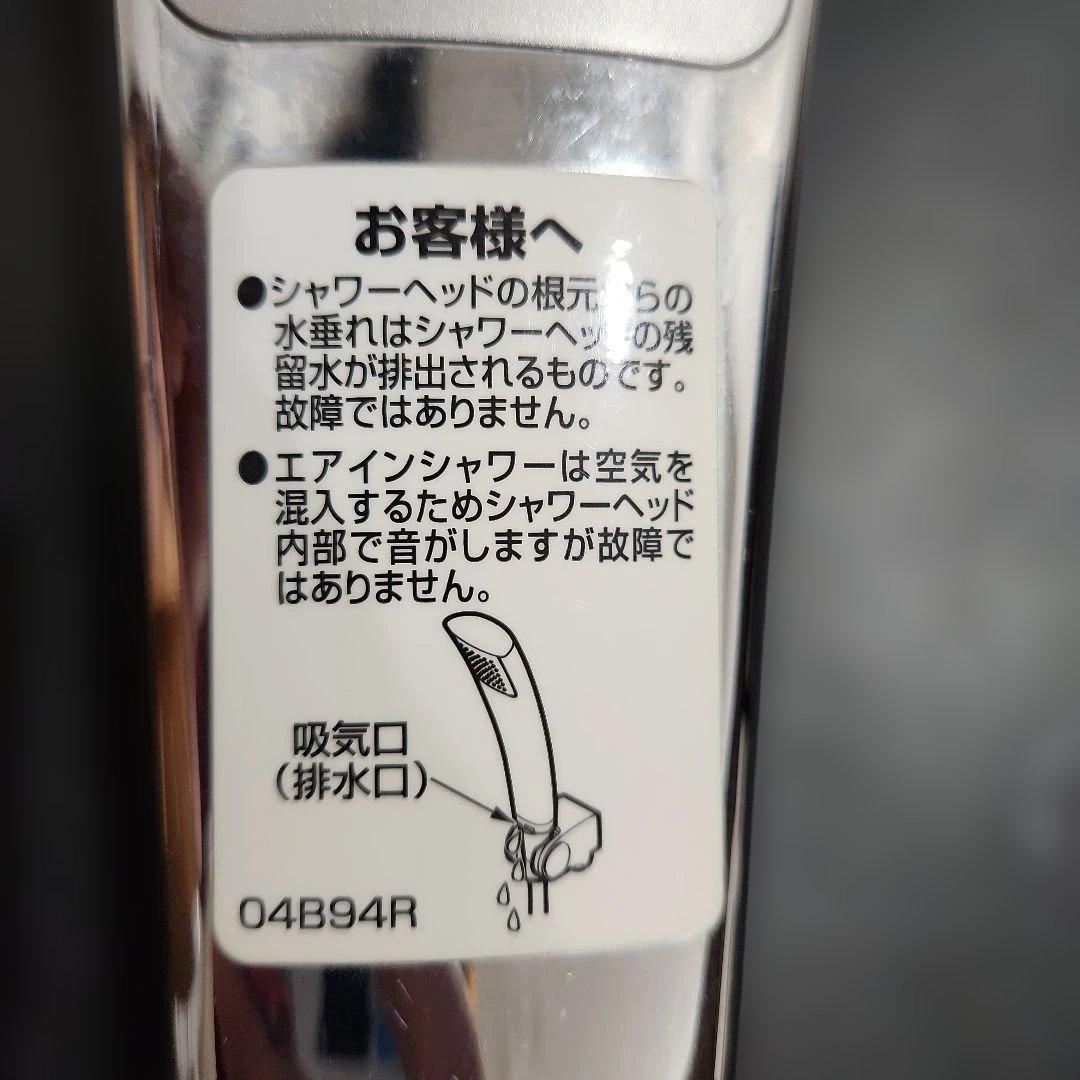 お客様へ
●シャワーヘッドの根元からの
水垂れはシャワーヘッドの残
留水が排出されるものです。
故障ではありません。
●エアインシャワーは空気を
混入するためシャワーヘッド
内部で音がしますが故障で
はありません。
吸気口
(排水口)
04B94R